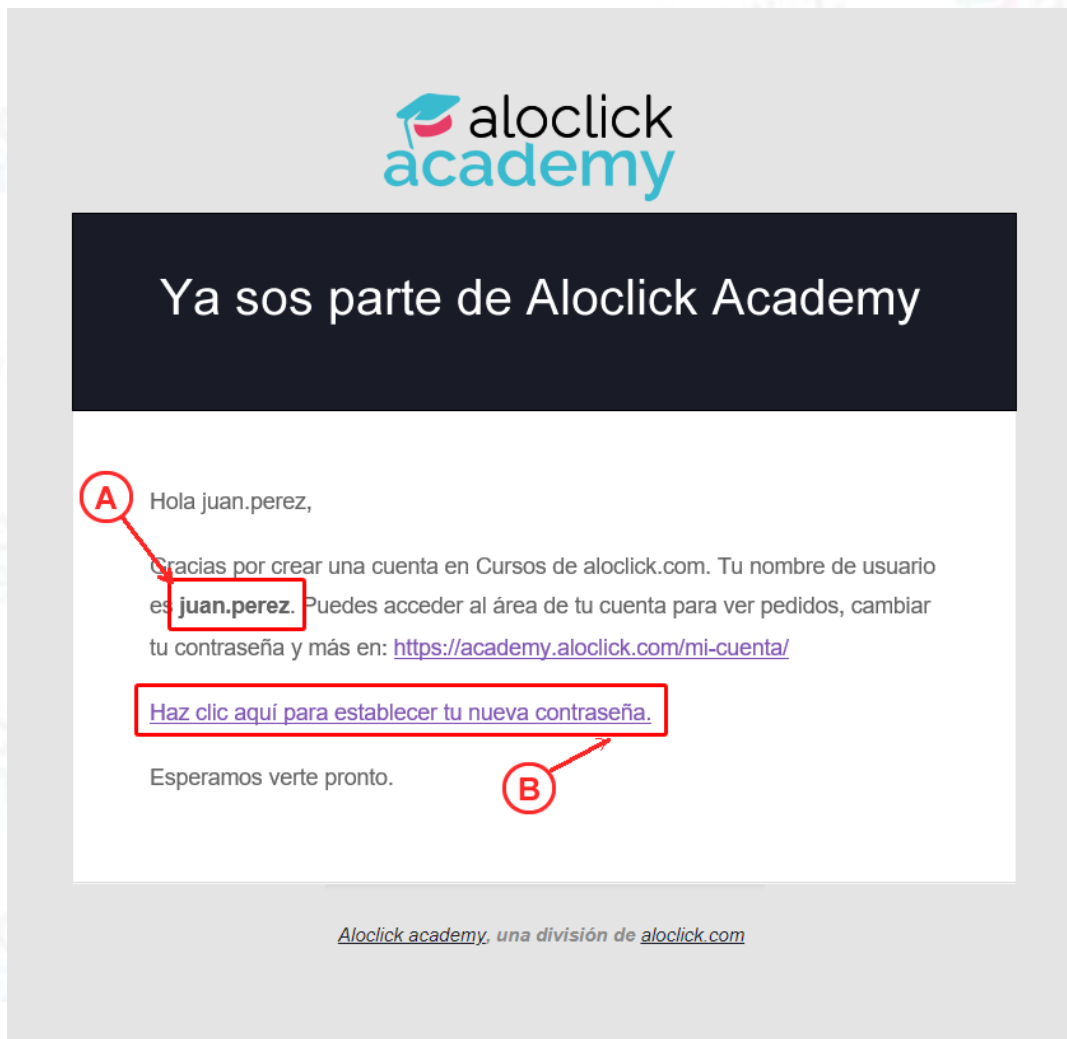 aloclick
academy
Ya sos parte de Aloclick Academy
A
Hola juan.perez,
Gracias por crear una cuenta en Cursos de aloclick.com. Tu nombre de usuario
es juan.perez. Puedes acceder al área de tu cuenta para ver pedidos, cambiar
tu contraseña y más en: https://academy.aloclick.com/mi-cuenta/
Haz clic aquí para establecer tu nueva contraseña.
Esperamos verte pronto.
B
Aloclick academy, una división de aloclick.com